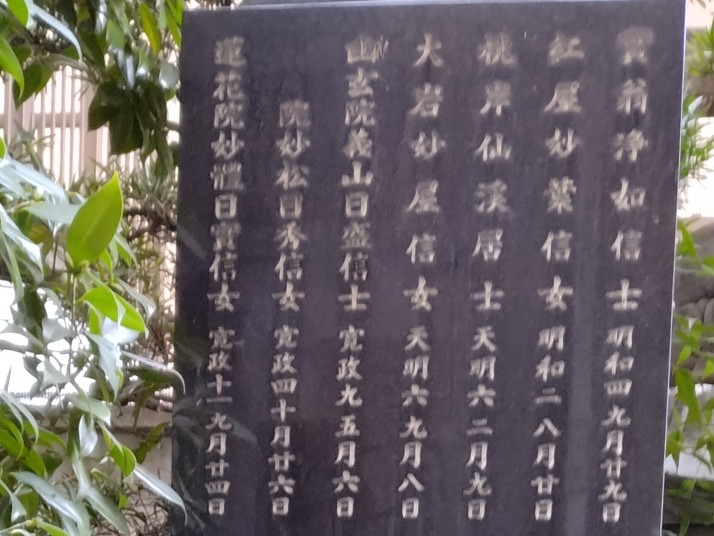 寶翁浄如信士 明和四九月廿九日
紅屋妙葉信女 明和二八月廿日
桃岸仙溪居士 天明六二月九日
大岩妙屋信女 天明六九月八日
幽玄院義山日盛信士 寛政九五月六日
院妙松日秀信女 寛政四十月廿六日
蓮花院妙體日寶信女 寛政十一九月廿四日